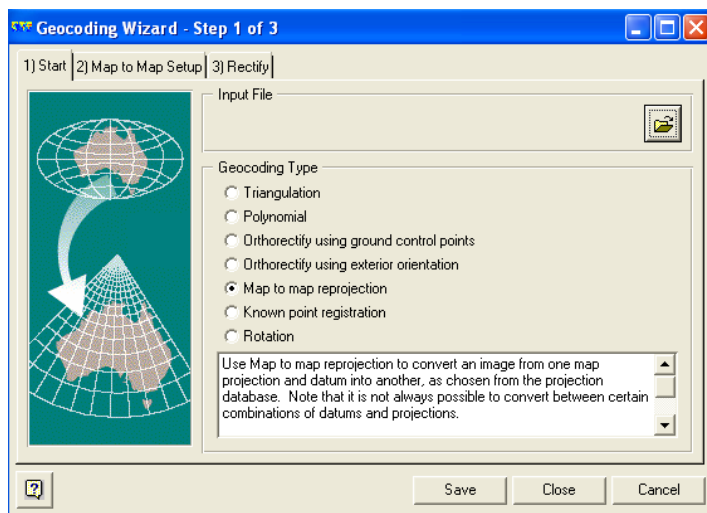 Geocoding Wizard - Step 1 of 3
1) Start 2) Map to Map Setup 3) Rectify
Input File
Geocoding Type
Triangulation
Polynomial
Orthorectify using ground control points
Orthorectify using exterior orientation
Map to map reprojection
Known point registration
Rotation
Use Map to map reprojection to convert an image from one map
projection and datum into another, as chosen from the projection
database. Note that it is not always possible to convert between certain
combinations of datums and projections.
Save Close Cancel